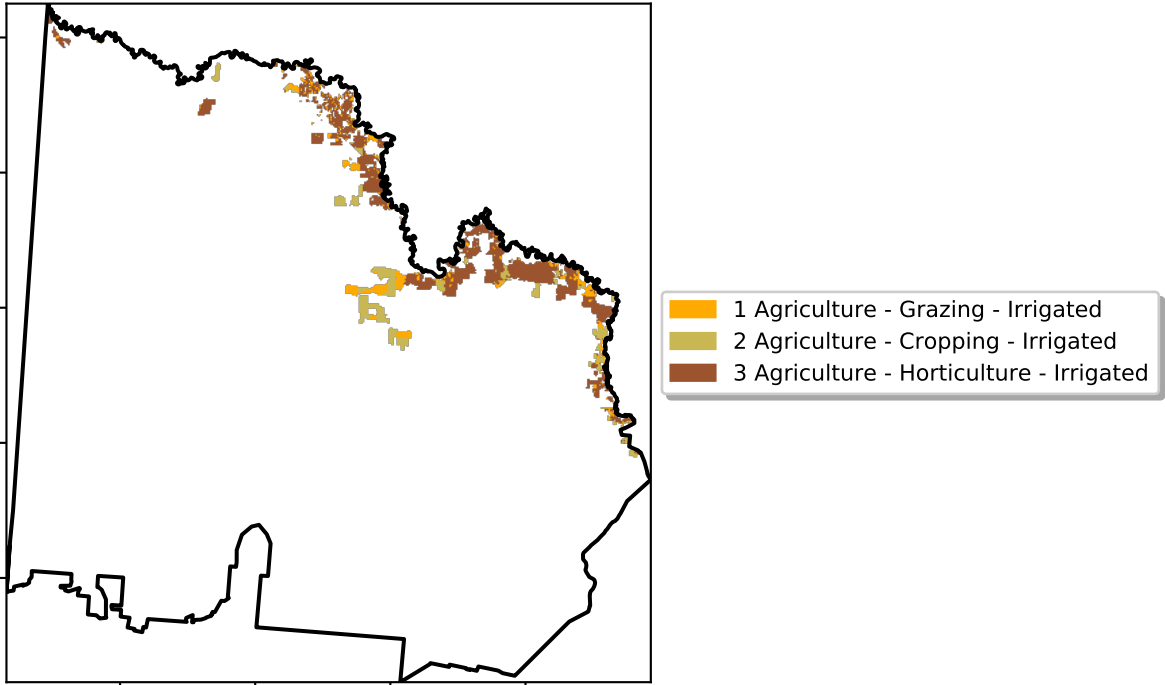 1 Agriculture - Grazing - Irrigated
2 Agriculture - Cropping - Irrigated
3 Agriculture - Horticulture - Irrigated